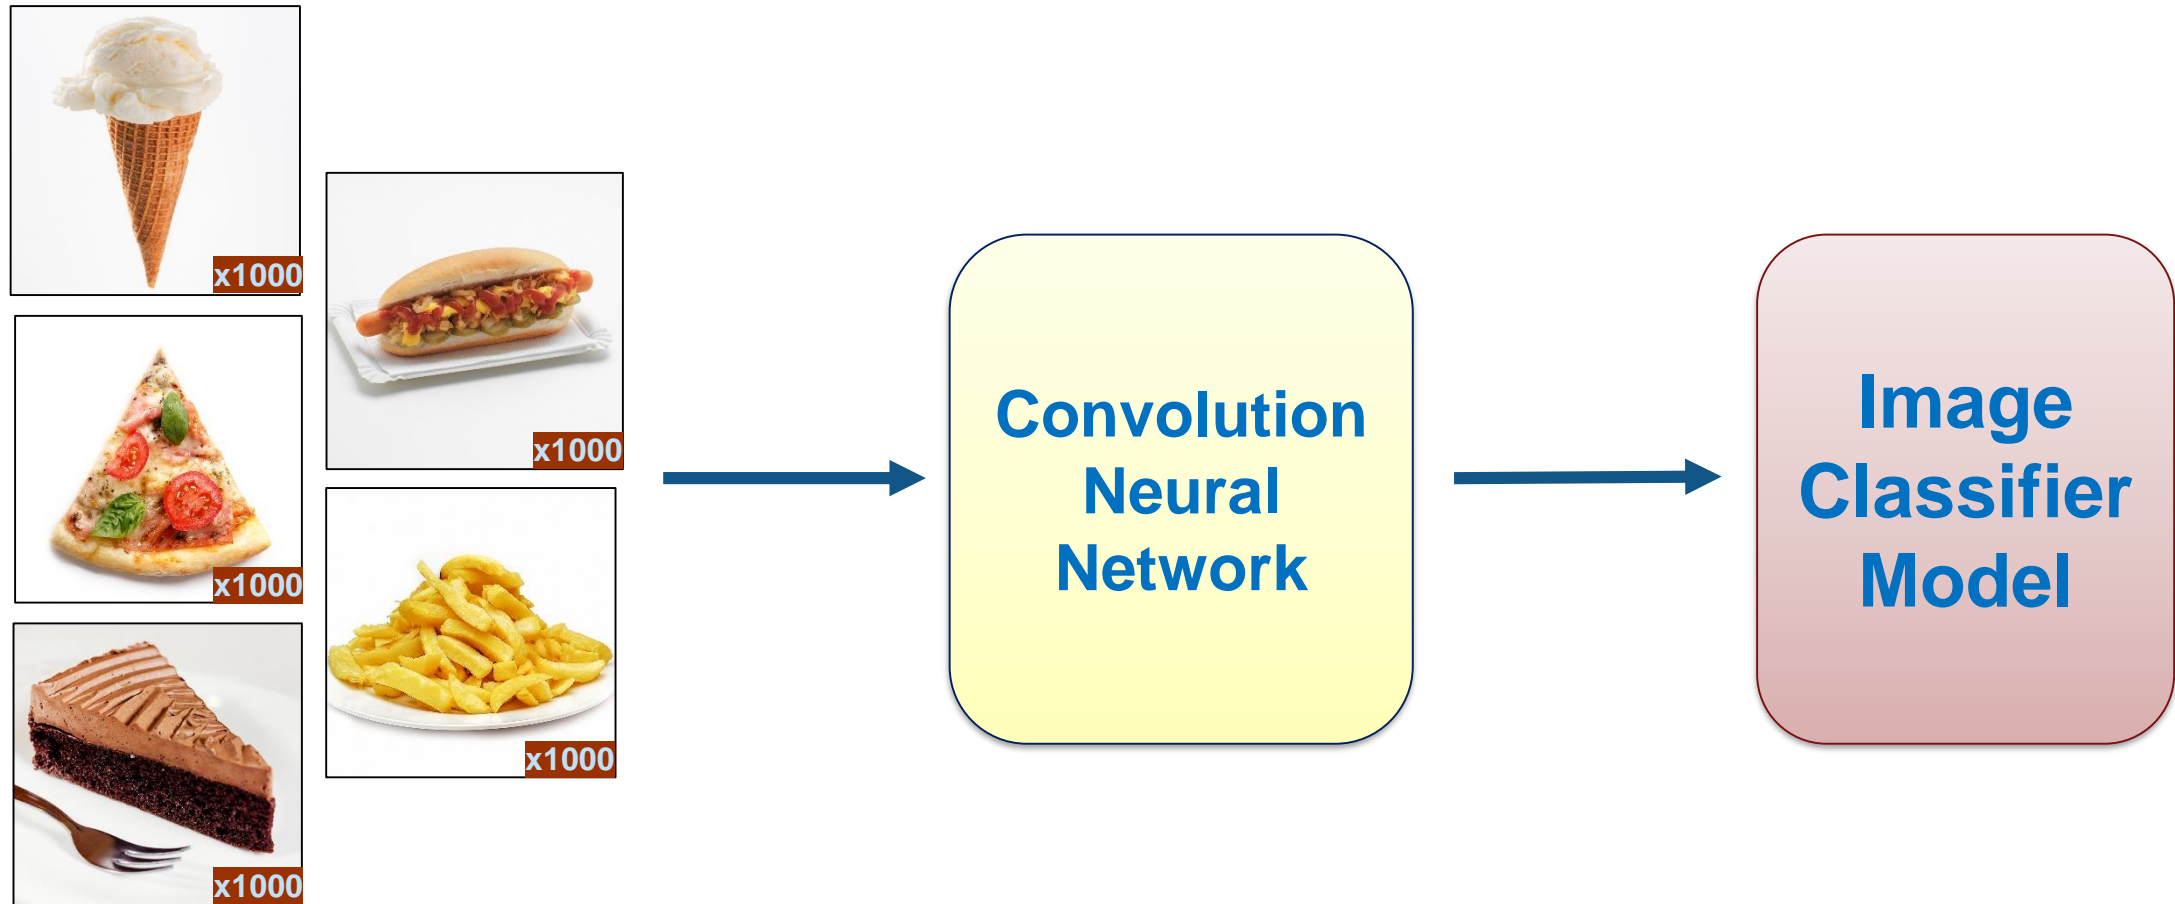 x1000
x1000
x1000
x1000
x1000
Convolution
Neural
Network
Image
Classifier
Model